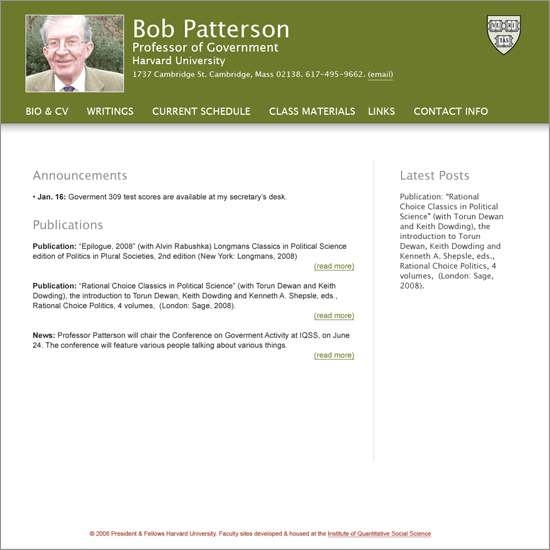 Bob Patterson
Professor of Government
Harvard University
1737 Cambridge St. Cambridge, Mass 02138. 617-495-9662. (email)
VE RI
TAS
BIO & CV WRITINGS CURRENT SCHEDULE CLASS MATERIALS LINKS CONTACT INFO
Announcements
• Jan. 16: Goverment 309 test scores are available at my secretary's desk.
Publications
Publication: "Epilogue, 2008" (with Alvin Rabushka) Longmans Classics in Political Science
edition of Politics in Plural Societies, 2nd edition (New York: Longmans, 2008)
(read more)
Publication: "Rational Choice Classics in Political Science" (with Torun Dewan and Keith
Dowding), the introduction to Torun Dewan, Keith Dowding and Kenneth A. Shepsle, eds.,
Rational Choice Politics, 4 volumes, (London: Sage, 2008).
(read more)
News: Professor Patterson will chair the Conference on Goverment Activity at IQSS, on June
24. The conference will feature various people talking about various things.
(read more)
Latest Posts
Publication: "Rational
Choice Classics in Political
Science" (with Torun Dewan
and Keith Dowding), the
introduction to Torun
Dewan, Keith Dowding and
Kenneth A. Shepsle, eds.,
Rational Choice Politics, 4
volumes, (London: Sage,
2008).
© 2008 President & Fellows Harvard University. Faculty sites developed & housed at the Institute of Quantitative Social Science